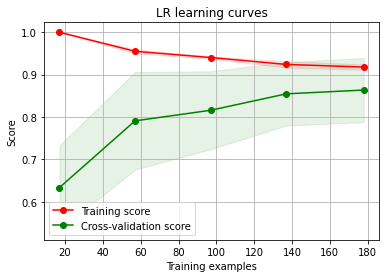 LR learning curves
1.0
0.9
0.8
0.7
0.6
Score
Training score
Cross-validation score
20 40 60 80 100 120 140 160 180
Training examples